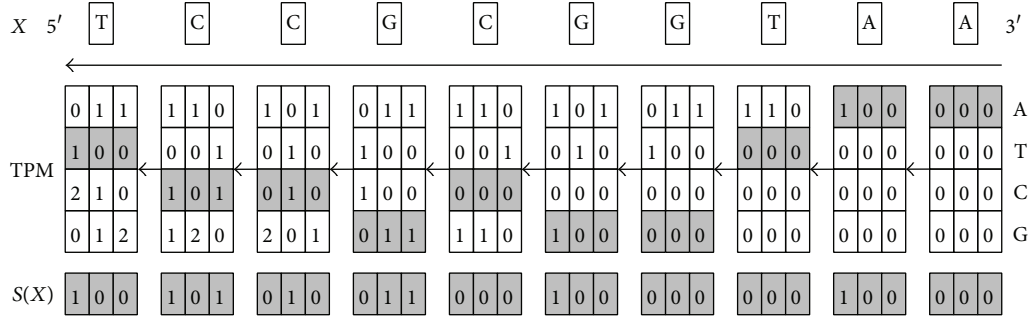 X 5′ T C C G C G G T A A 3′
0 1 1 1 1 0 1 0 1 0 1 1 1 1 0 1 0 1 0 1 1 1 1 0 1 0 0 0 0 0 A
1 0 0 0 0 1 0 1 0 1 0 0 0 0 1 0 1 0 1 0 0 0 0 0 0 0 0 0 0 0 T
TPM
2 1 0 1 0 1 0 1 0 1 0 0 0 0 0 0 0 0 0 0 0 0 0 0 0 0 0 0 0 0 C
0 1 2 1 2 0 2 0 1 0 1 1 1 1 0 1 0 0 0 0 0 0 0 0 0 0 0 0 0 0 G
S(X) 1 0 0 1 0 1 0 1 0 0 1 1 0 0 0 1 0 0 0 0 0 0 0 0 1 0 0 0 0 0